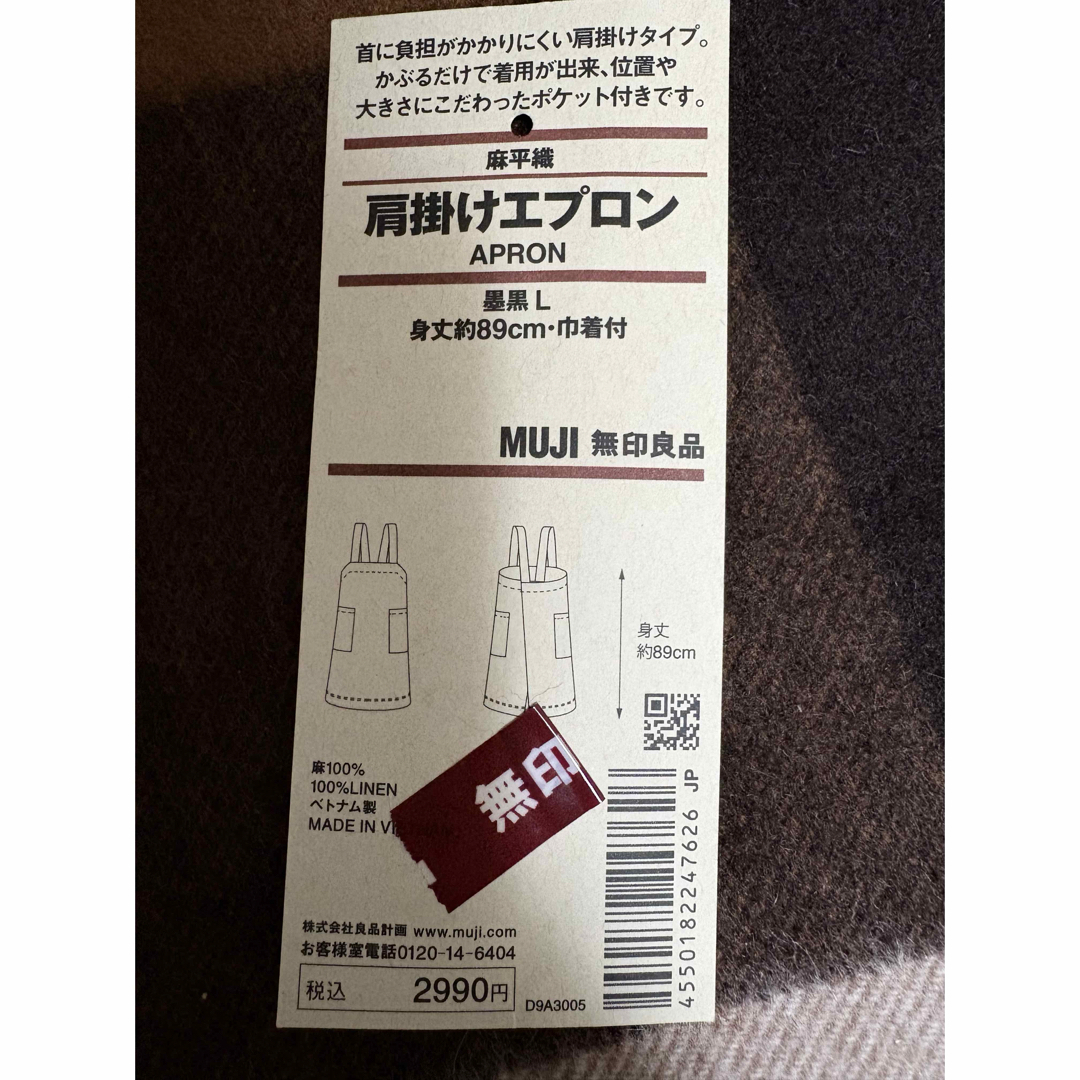 首に負担がかかりにくい肩掛けタイプ。
かぶるだけで着用が出来、位置や
大きさにこだわったポケット付きです。
麻平織
肩掛けエプロン
APRON
墨黒 L
身丈約89cm・巾着付
MUJI 無印良品
身丈
約89cm
麻100%
100%LINEN
ベトナム製
MADE IN
無印
株式会社良品計画 www.muji.com
お客様室電話0120-14-6404
税込 2990円
D9A3005
4550182247626 JP